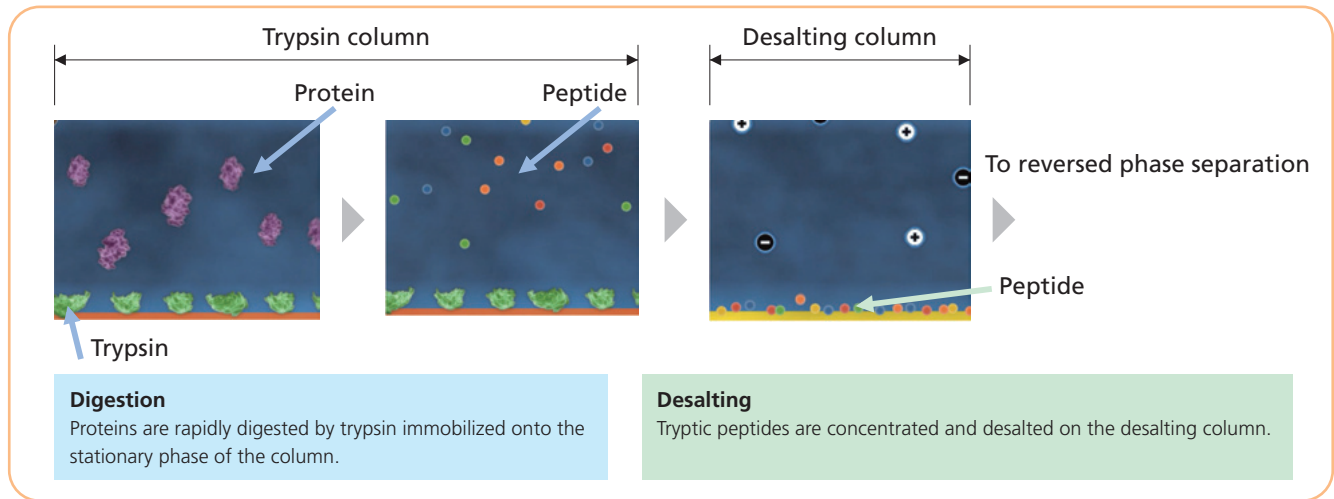 Trypsin column
Desalting column
Protein
Peptide
To reversed phase separation
Peptide
Trypsin
Digestion
Proteins are rapidly digested by trypsin immobilized onto the
stationary phase of the column.
Desalting
Tryptic peptides are concentrated and desalted on the desalting column.